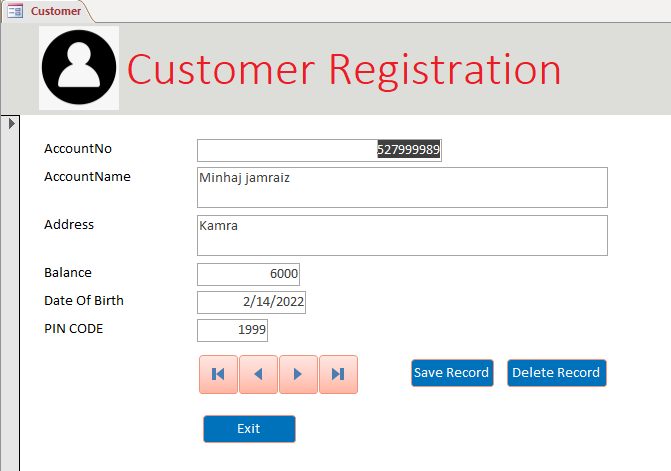 Customer
Customer Registration
AccountNo 527999989
AccountName Minhaj jamraiz
Address Kamra
Balance 6000
Date Of Birth 2/14/2022
PIN CODE 1999
Save Record Delete Record
Exit